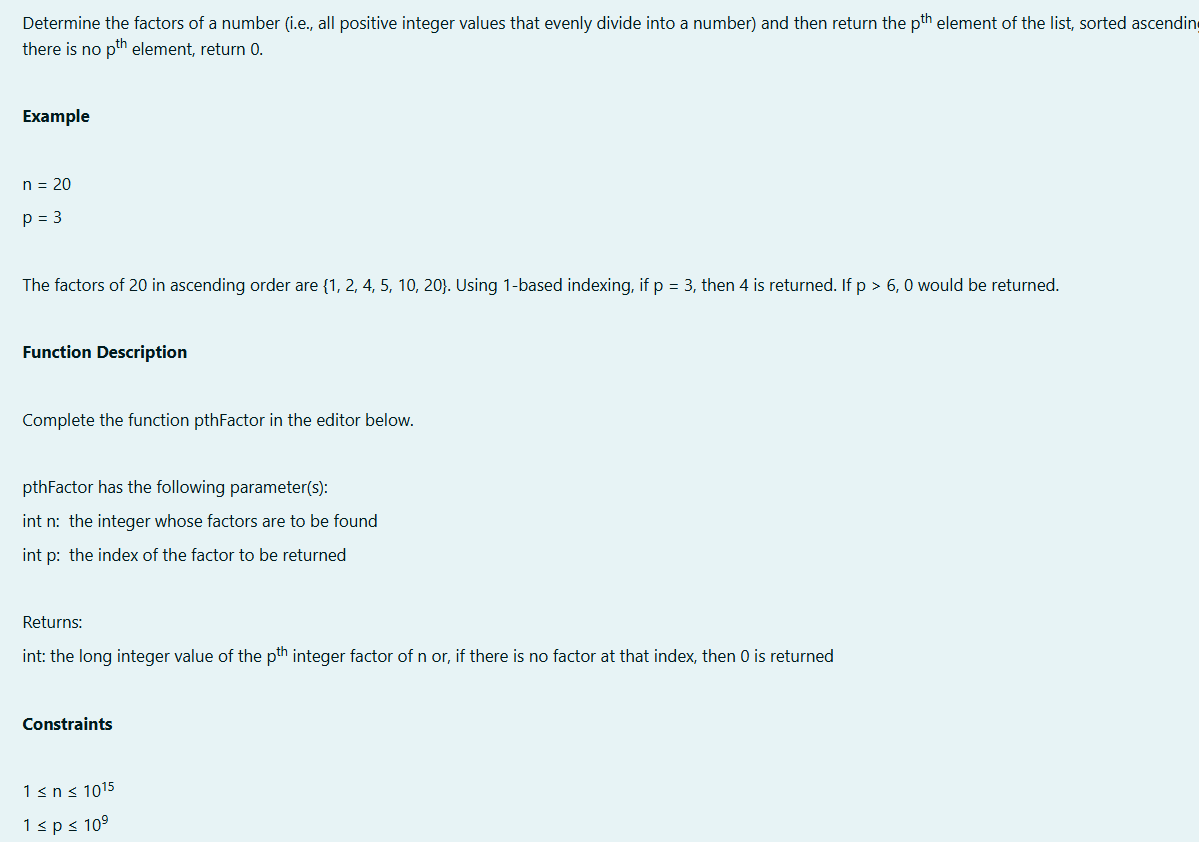 Determine the factors of a number (i.e., all positive integer values that evenly divide into a number) and then return the pth element of the list, sorted ascending
there is no pth element, return 0.
Example
n = 20
p = 3
The factors of 20 in ascending order are {1, 2, 4, 5, 10, 20}. Using 1-based indexing, if p = 3, then 4 is returned. If p > 6, 0 would be returned.
Function Description
Complete the function pthFactor in the editor below.
pthFactor has the following parameter(s):
int n:  the integer whose factors are to be found
int p:  the index of the factor to be returned
Returns:
int: the long integer value of the pth integer factor of n or, if there is no factor at that index, then 0 is returned
Constraints
1 ≤ n ≤ 10¹⁵
1 ≤ p ≤ 10⁹